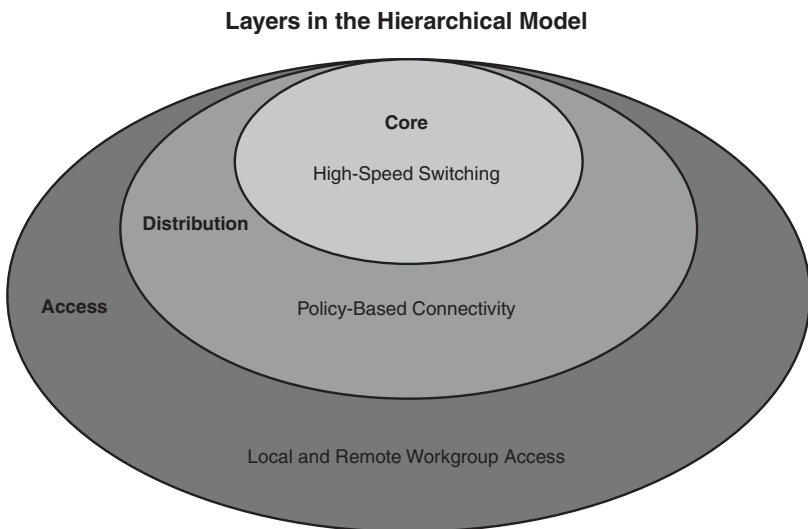 Layers in the Hierarchical Model
Core
High-Speed Switching
Distribution
Access
Policy-Based Connectivity
Local and Remote Workgroup Access